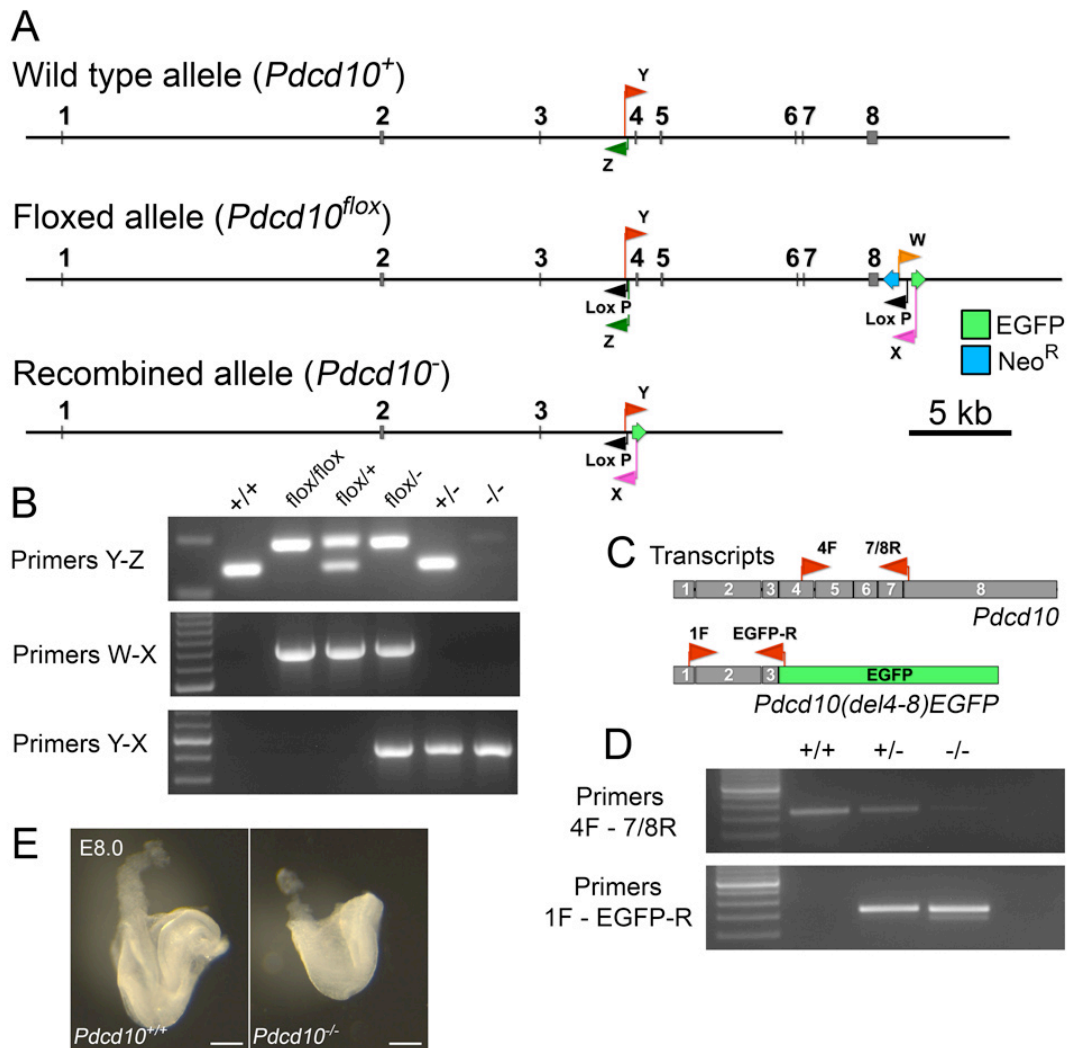 A
Wild type allele (Pdcd10+)
Y
1 2 3 4 5 6 7 8
Z
Floxed allele (Pdcd10flox)
Y
W
1 2 3 4 5 6 7 8
Lox P
Lox P
Z
X
EGFP
NeoR
Recombined allele (Pdcd10-)
Y
1 2 3
5 kb
Lox P
X
B
+/+ flox/flox flox/+ flox/- +/- -/-
Primers Y-Z
Primers W-X
Primers Y-X
C
Transcripts
4F 7/8R
1 2 3 4 5 6 7 8
Pdcd10
1F EGFP-R
1 2 3 EGFP
Pdcd10(del4-8)EGFP
D
+/+ +/- -/-
Primers
4F - 7/8R
Primers
1F - EGFP-R
E
E8.0
Pdcd10+/+
Pdcd10-/-